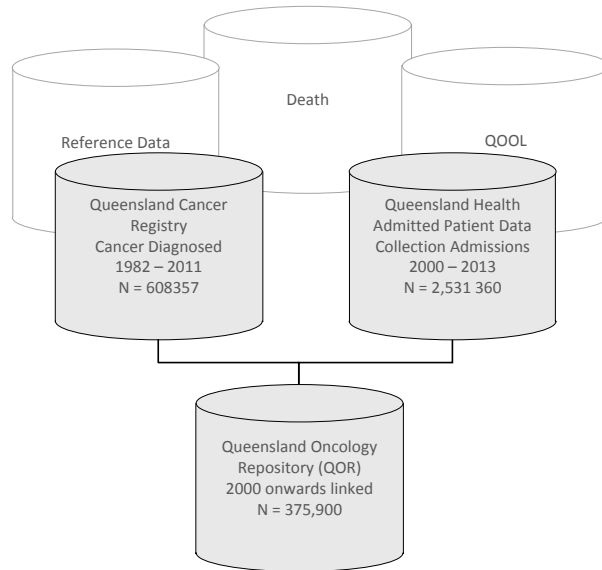 Death
Reference Data
QOOL
Queensland Cancer
Registry
Cancer Diagnosed
1982 – 2011
N = 608357
Queensland Health
Admitted Patient Data
Collection Admissions
2000 – 2013
N = 2,531 360
Queensland Oncology
Repository (QOR)
2000 onwards linked
N = 375,900